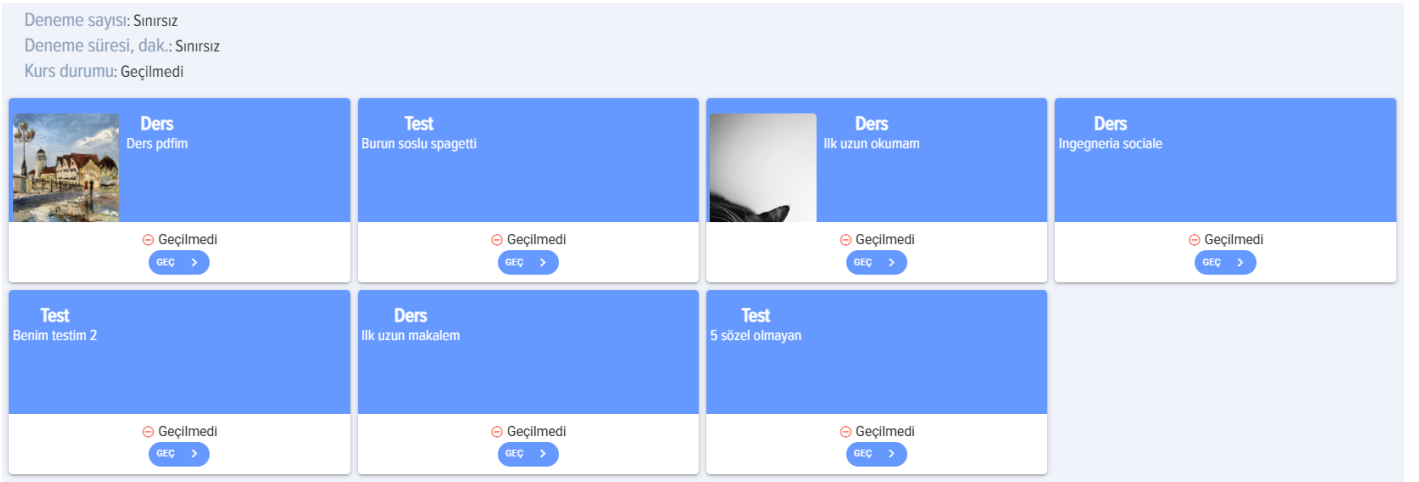 Deneme sayısı: Sınırsız
Deneme süresi, dak.: Sınırsız
Kurs durumu: Geçilmedi
Ders
Ders pdfim
Geçilmedi
GEÇ
Test
Burun soslu spagetti
Geçilmedi
GEÇ
Ders
Ilk uzun okumam
Geçilmedi
GEÇ
Ders
Ingegneria sociale
Geçilmedi
GEÇ
Test
Benim testim 2
Geçilmedi
GEÇ
Ders
Ilk uzun makalem
Geçilmedi
GEÇ
Test
5 sözel olmayan
Geçilmedi
GEÇ